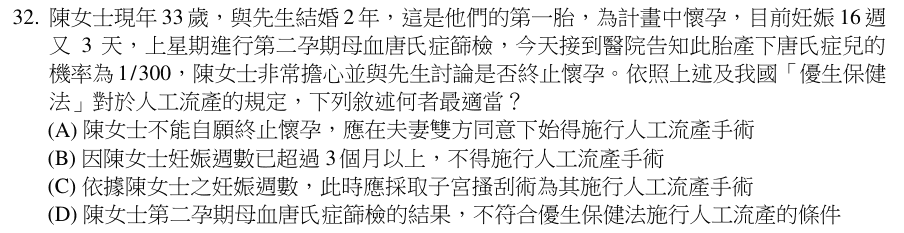 32. 陳女士現年 33 歲，與先生結婚 2 年，這是他們的第一胎，為計畫中懷孕，目前妊娠 16 週
又 3 天，上星期進行第二孕期母血唐氏症篩檢，今天接到醫院告知此胎產下唐氏症兒的
機率為 1/300，陳女士非常擔心並與先生討論是否終止懷孕。依照上述及我國「優生保健
法」對於人工流產的規定，下列敘述何者最適當？
(A) 陳女士不能自願終止懷孕，應在夫妻雙方同意下始得施行人工流產手術
(B) 因陳女士妊娠週數已超過 3 個月以上，不得施行人工流產手術
(C) 依據陳女士之妊娠週數，此時應採取子宮搔刮術為其施行人工流產手術
(D) 陳女士第二孕期母血唐氏症篩檢的結果，不符合優生保健法施行人工流產的條件